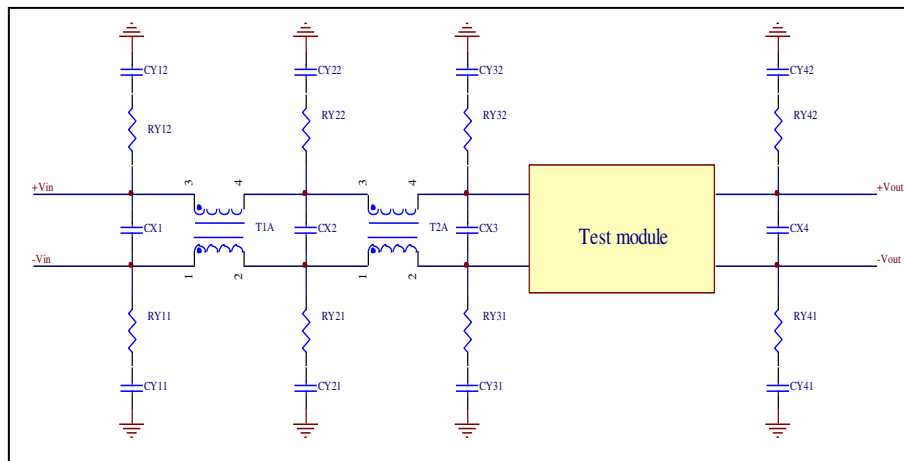 CY12 CY22 CY32 CY42
RY12 RY22 RY32 RY42
+Vin 3 4 3 4 +Vout
CX1 T1A CX2 T2A CX3 Test module CX4
-Vin 1 2 1 2 -Vout
RY11 RY21 RY31 RY41
CY11 CY21 CY31 CY41